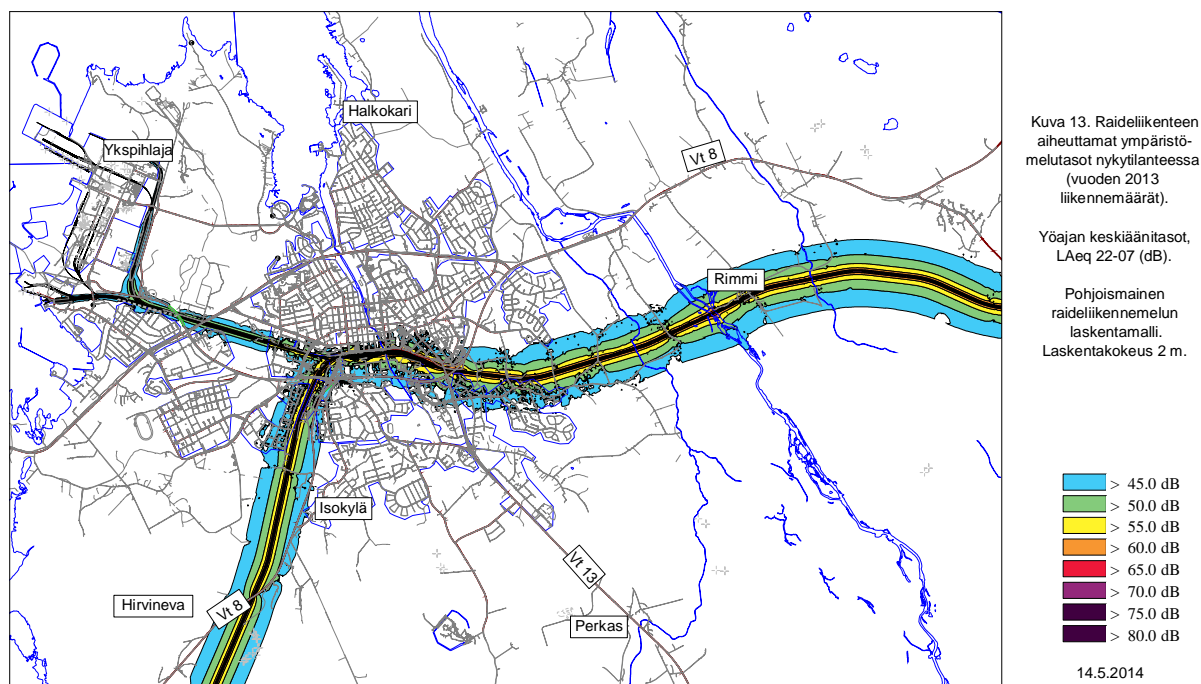 Halkokari
Ykspihlaja
Vt 8
Rimmi
Isokylä
Vt 13
Hirvineva
Vt 8
Perkas
Kuva 13. Raideliikenteen
aiheuttamat ympäristö-
melutasot nykytilanteessa
(vuoden 2013
liikennemäärät).
Yöajan keskiäänitasot,
LAeq 22-07 (dB).
Pohjoismainen
raideliikennemelun
laskentamalli.
Laskentakokeus 2 m.
> 45.0 dB
> 50.0 dB
> 55.0 dB
> 60.0 dB
> 65.0 dB
> 70.0 dB
> 75.0 dB
> 80.0 dB
14.5.2014